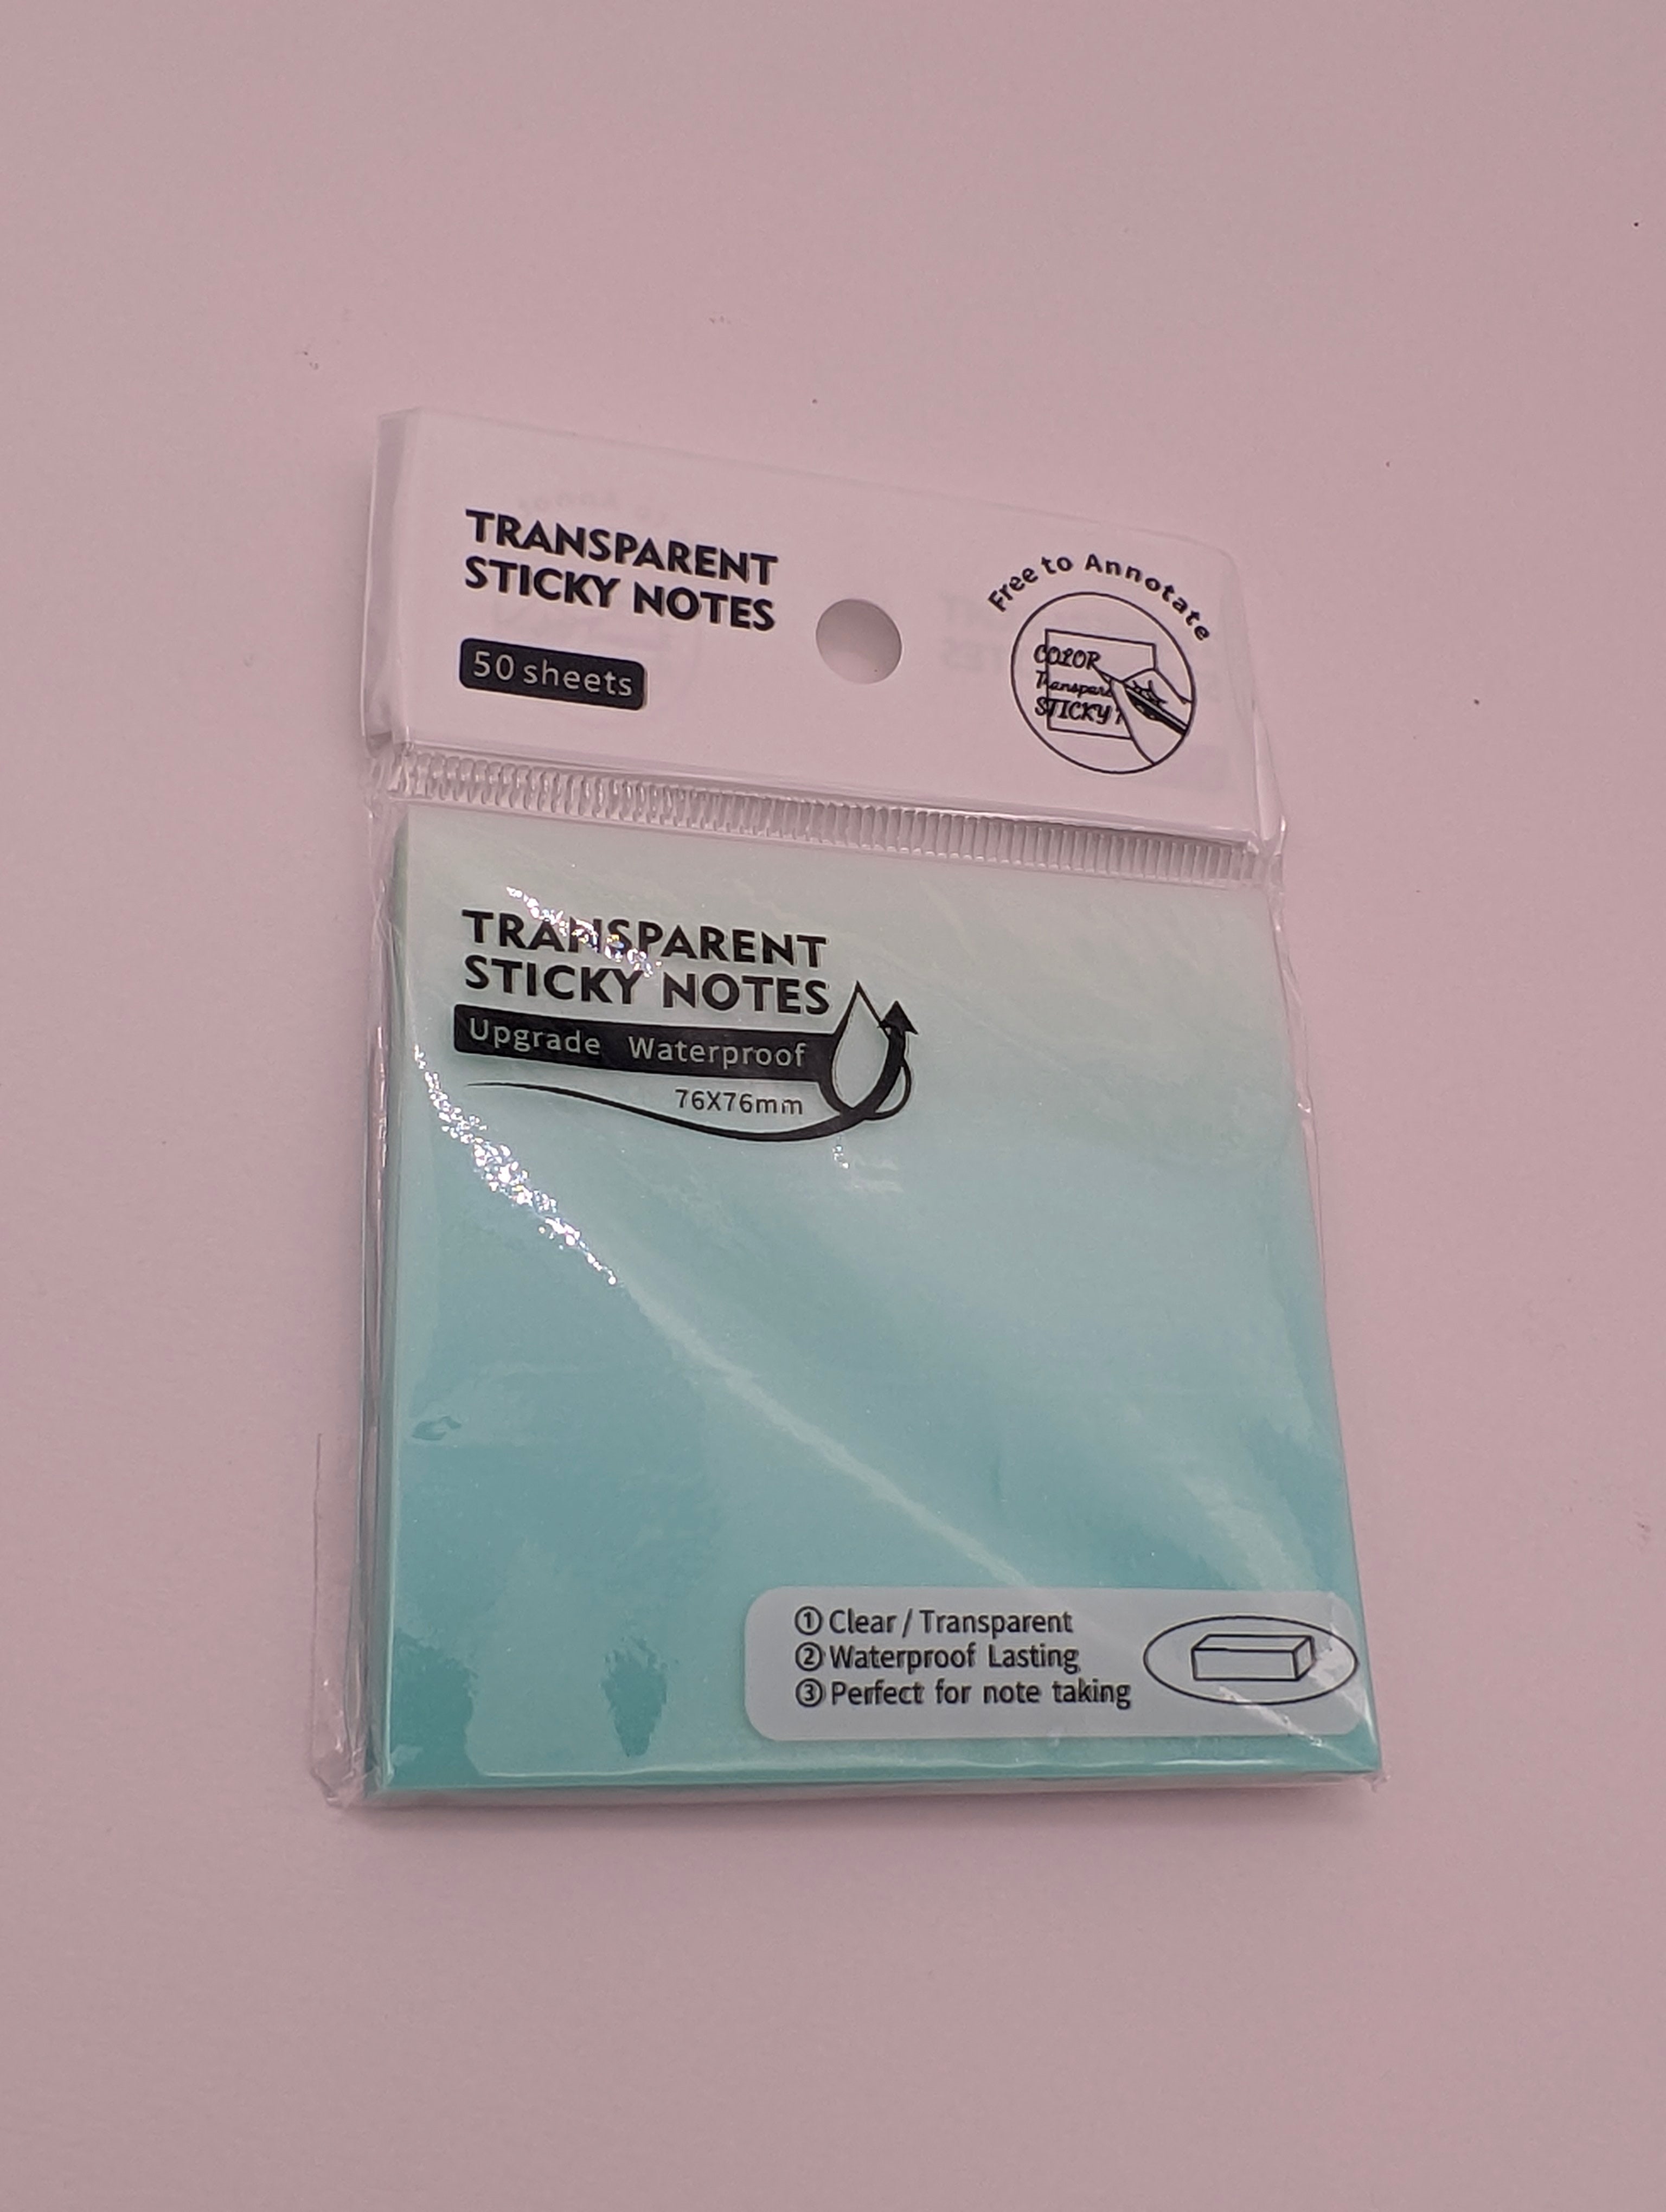 TRANSPARENT
STICKY NOTES
50 sheets
Free to Annotate
COLOR
Transpare
STICKY
TRANSPARENT
STICKY NOTES
Upgrade Waterproof
76X76mm
① Clear / Transparent
② Waterproof Lasting
③ Perfect for note taking